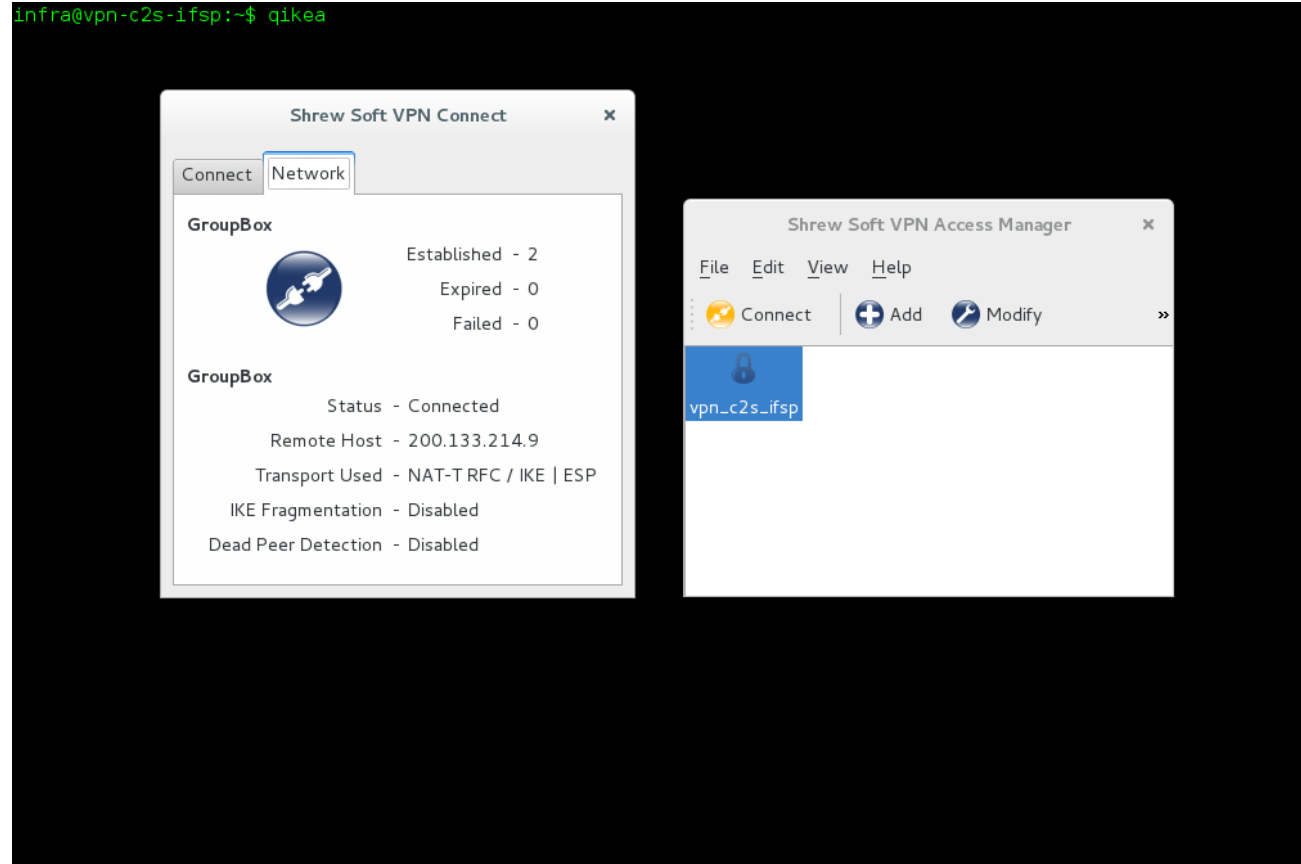 infra@vpn-c2s-ifsp:~$ qikea
Shrew Soft VPN Connect ×
Connect Network
GroupBox
Established - 2
Expired - 0
Failed - 0
GroupBox
Status - Connected
Remote Host - 200.133.214.9
Transport Used - NAT-T RFC / IKE | ESP
IKE Fragmentation - Disabled
Dead Peer Detection - Disabled
Shrew Soft VPN Access Manager ×
File Edit View Help
Connect Add Modify »
vpn_c2s_ifsp